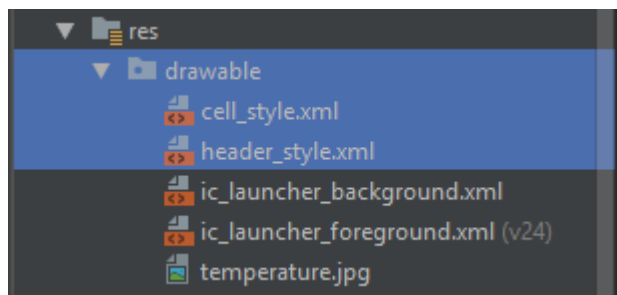 res
drawable
cell_style.xml
header_style.xml
ic_launcher_background.xml
ic_launcher_foreground.xml (v24)
temperature.jpg